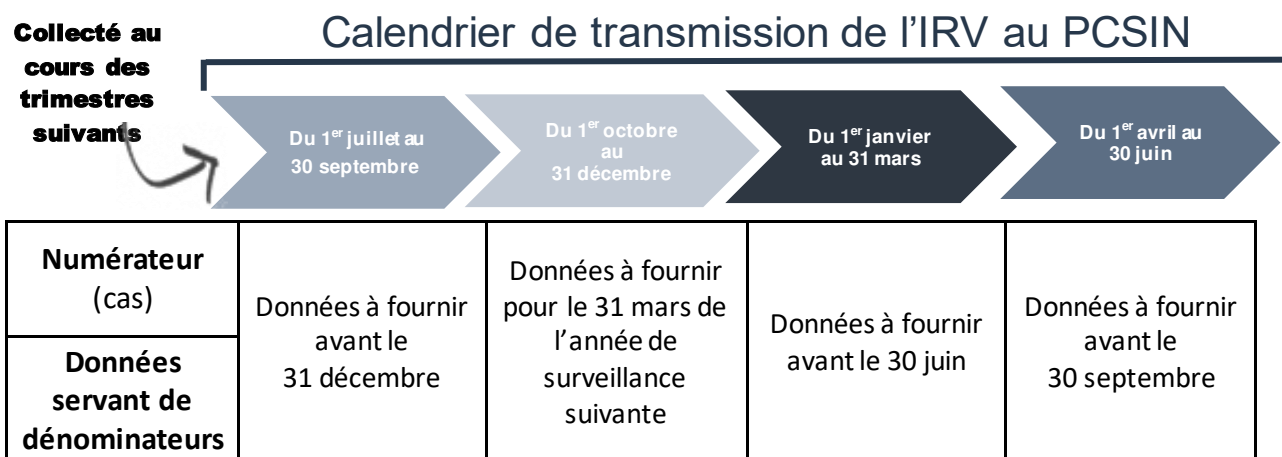 Collecté au
cours des
trimestres
suivants
Calendrier de transmission de l’IRV au PCSIN
Du 1er juillet au
30 septembre
Du 1er octobre
au
31 décembre
Du 1er janvier
au 31 mars
Du 1er avril au
30 juin
Numérateur
(cas)
Données
servant de
dénominateurs
Données à fournir
avant le
31 décembre
Données à fournir
pour le 31 mars de
l’année de
surveillance
suivante
Données à fournir
avant le 30 juin
Données à fournir
avant le
30 septembre